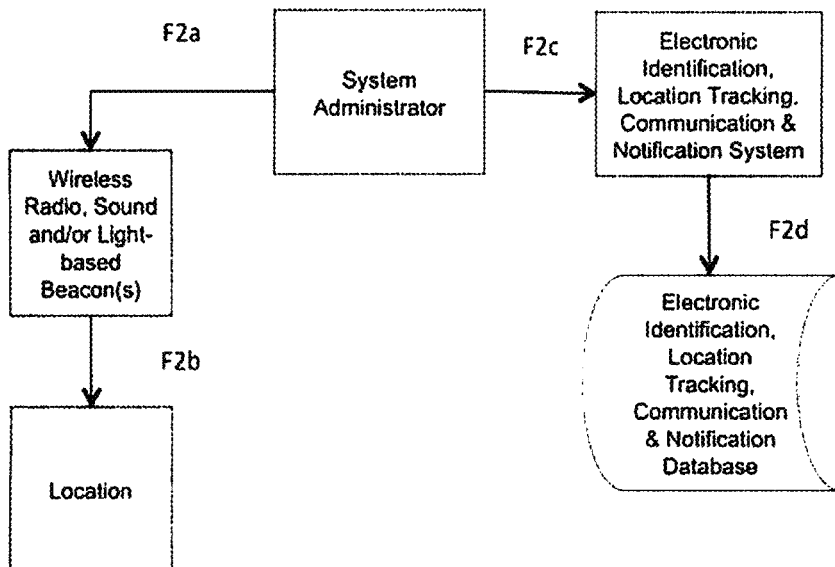 F2a
System
Administrator
F2c
Electronic
Identification,
Location Tracking.
Communication &
Notification System
Wireless
Radio, Sound
and/or Light-
based
Beacon(s)
F2b
Location
F2d
Electronic
Identification,
Location
Tracking,
Communication
& Notification
Database